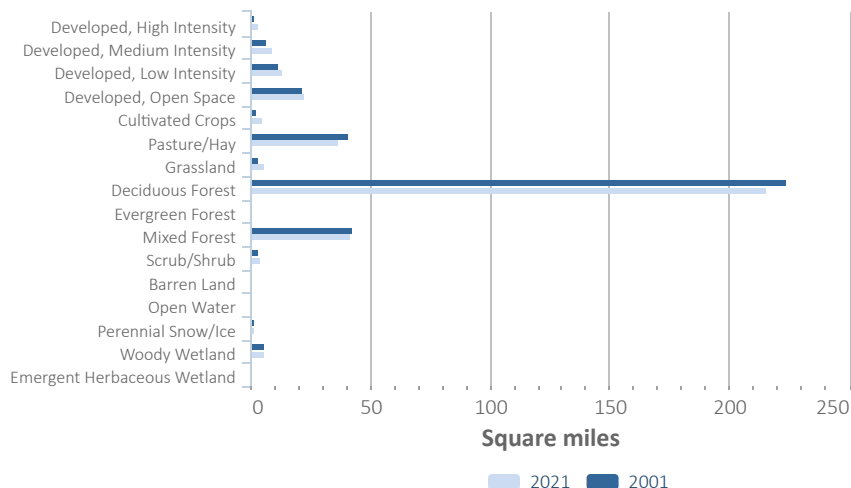 Developed, High Intensity
Developed, Medium Intensity
Developed, Low Intensity
Developed, Open Space
Cultivated Crops
Pasture/Hay
Grassland
Deciduous Forest
Evergreen Forest
Mixed Forest
Scrub/Shrub
Barren Land
Open Water
Perennial Snow/Ice
Woody Wetland
Emergent Herbaceous Wetland
0 50 100 150 200 250
Square miles
2021 2001